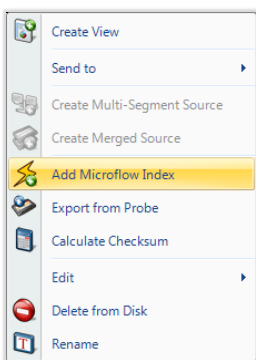 Create View
Send to
Create Multi-Segment Source
Create Merged Source
Add Microflow Index
Export from Probe
Calculate Checksum
Edit
Delete from Disk
T
Rename